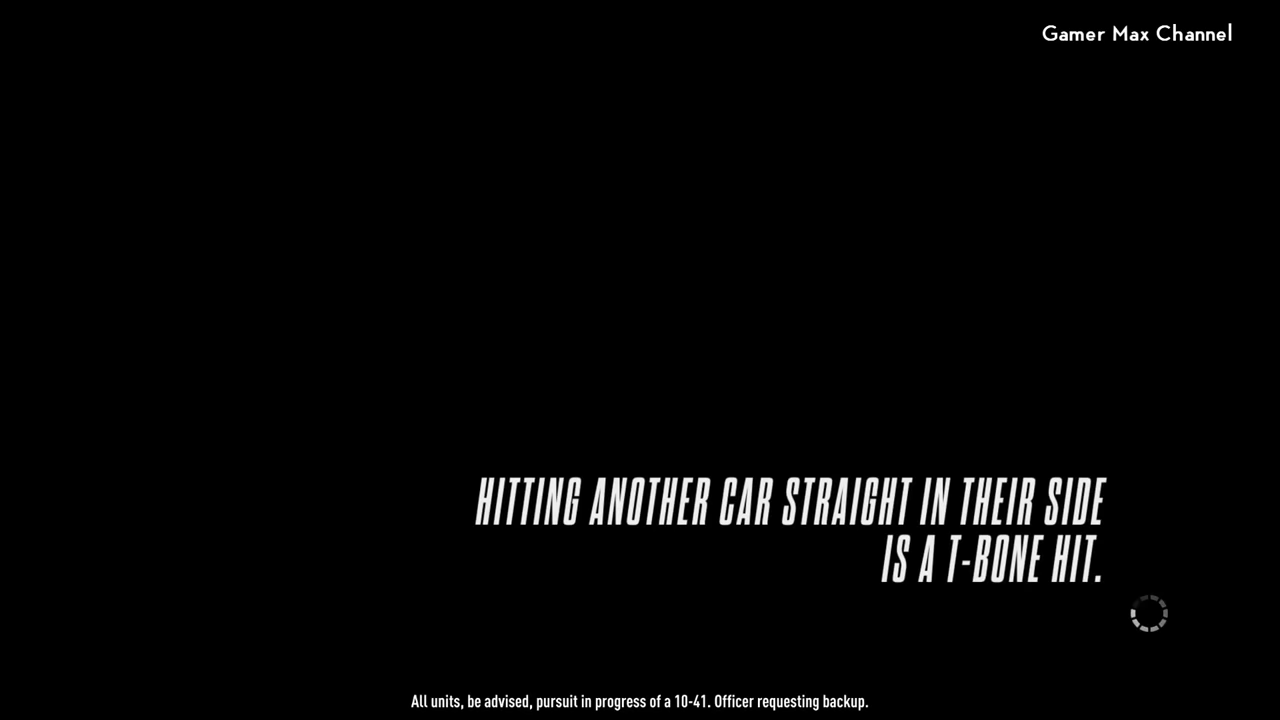 Gamer Max Channel
HITTING ANOTHER CAR STRAIGHT IN THEIR SIDE
IS A T-BONE HIT.
All units, be advised, pursuit in progress of a 10-41. Officer requesting backup.